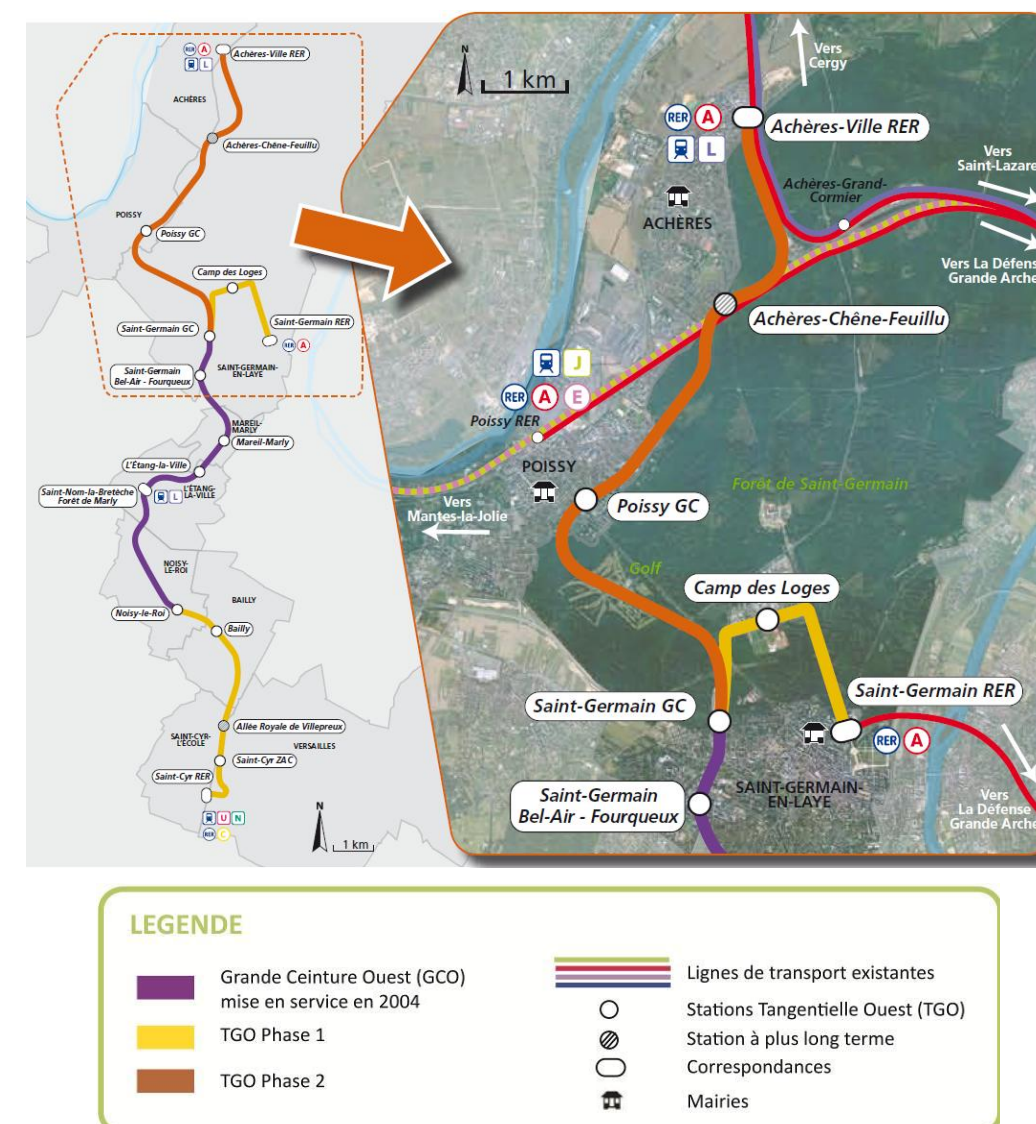 RER A
Achères-Ville RER
L
ACHÈRES
Achères-Chêne-Feuillu
POISSY
Poissy GC
Camp des Loges
Saint-Germain GC
Saint-Germain RER
RER A
Saint-Germain
Bel-Air - Fourqueux
SAINT-GERMAIN-
EN-LAYE
MAREIL-
MARLY
Mareil-Marly
L'Étang-la-Ville
Saint-Nom-la-Bretèche
Forêt de Marly
L
L'ÉTANG-
LA-VILLE
NOISY-
LE-ROI
BAILLY
Noisy-le-Roi
Bailly
Allée Royale de Villepreux
SAINT-CYR-
L'ÉCOLE
VERSAILLES
Saint-Cyr ZAC
Saint-Cyr RER
U N
RER C
N
1 km
N
1 km
Vers
Cergy
RER A
Achères-Ville RER
L
Vers
Saint-Lazare
Achères-Grand-
Cormier
ACHÈRES
Vers La Défense
Grande Arche
Achères-Chêne-Feuillu
J
RER A E
Poissy RER
POISSY
Forêt de Saint-Germain
Vers
Mantes-la-Jolie
Poissy GC
Golf
Camp des Loges
Saint-Germain RER
Saint-Germain GC
RER A
SAINT-GERMAIN-
EN-LAYE
Saint-Germain
Bel-Air - Fourqueux
Vers
La Défense
Grande Arche
LEGENDE
Grande Ceinture Ouest (GCO)
mise en service en 2004
TGO Phase 1
TGO Phase 2
Lignes de transport existantes
Stations Tangentielle Ouest (TGO)
Station à plus long terme
Correspondances
Mairies